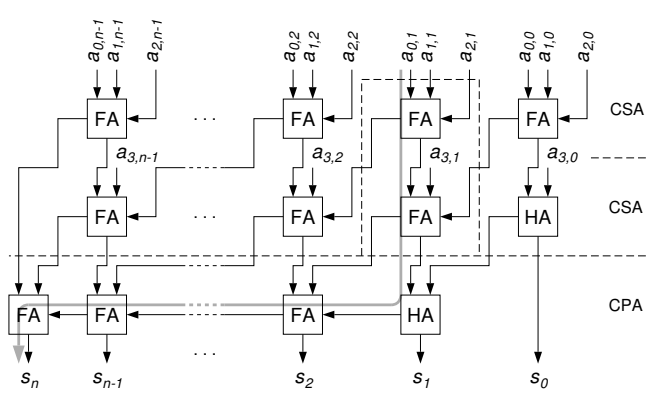 a0,n-1 a1,n-1 a2,n-1 a0,2 a1,2 a2,2 a0,1 a1,1 a2,1 a0,0 a1,0 a2,0
FA ... FA FA FA CSA
a3,n-1 a3,2 a3,1 a3,0
FA ... FA FA HA CSA
FA FA FA HA CPA
...
sn sn-1 s2 s1 s0